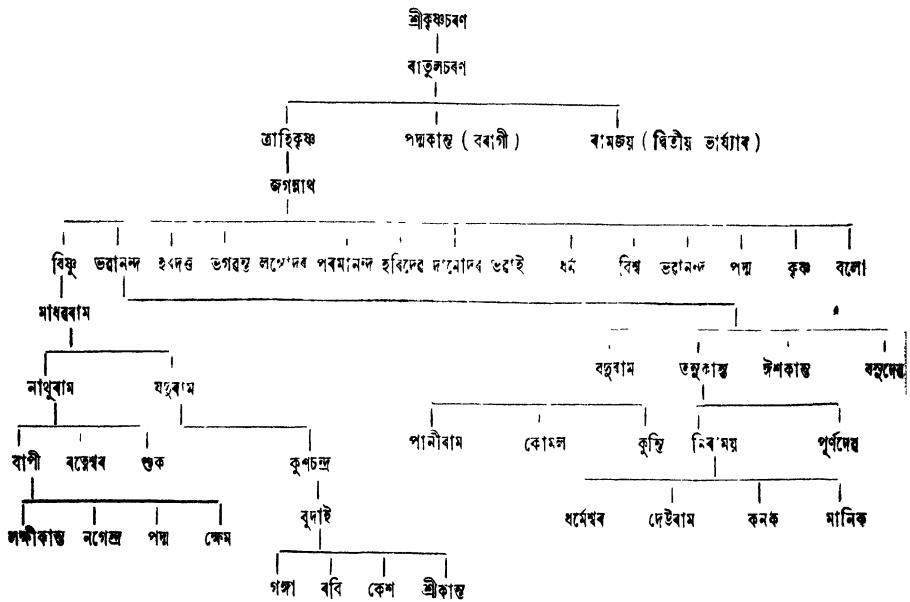 শ্ৰীকৃষ্ণচৰণ
ৰাতুলচৰণ
ত্ৰাহিকৃষ্ণ পদ্মকান্ত ( বৰাগী ) ৰামজয় ( দ্বিতীয় ভাৰ্য্যাৰ )
জগন্নাথ
বিষ্ণু ভৱানন্দ হৰদত্ত ভগৱন্ত লম্বোদৰ পৰমানন্দ হৰিদেৱ দামোদৰ ভৱাই ধৰ্ম বিশ্ব ভৱানন্দ পদ্ম কৃষ্ণ বলো
মাধৱৰাম
বদুৰাম তনুকান্ত ঈশকান্ত বসুদেৱ
নাথুৰাম যদুৰাম
পানীৰাম কোমল কুন্তি নিৰাময় পূৰ্ণদেৱ
বাপী ৰত্নেশ্বৰ শুক কুশচন্দ্ৰ
ধৰ্মেশ্বৰ দেউৰাম কনক মানিক
লক্ষীকান্ত নগেন্দ্ৰ পদ্ম ক্ষেম বুদাই
গঙ্গা ৰবি কেশ শ্ৰীকান্ত